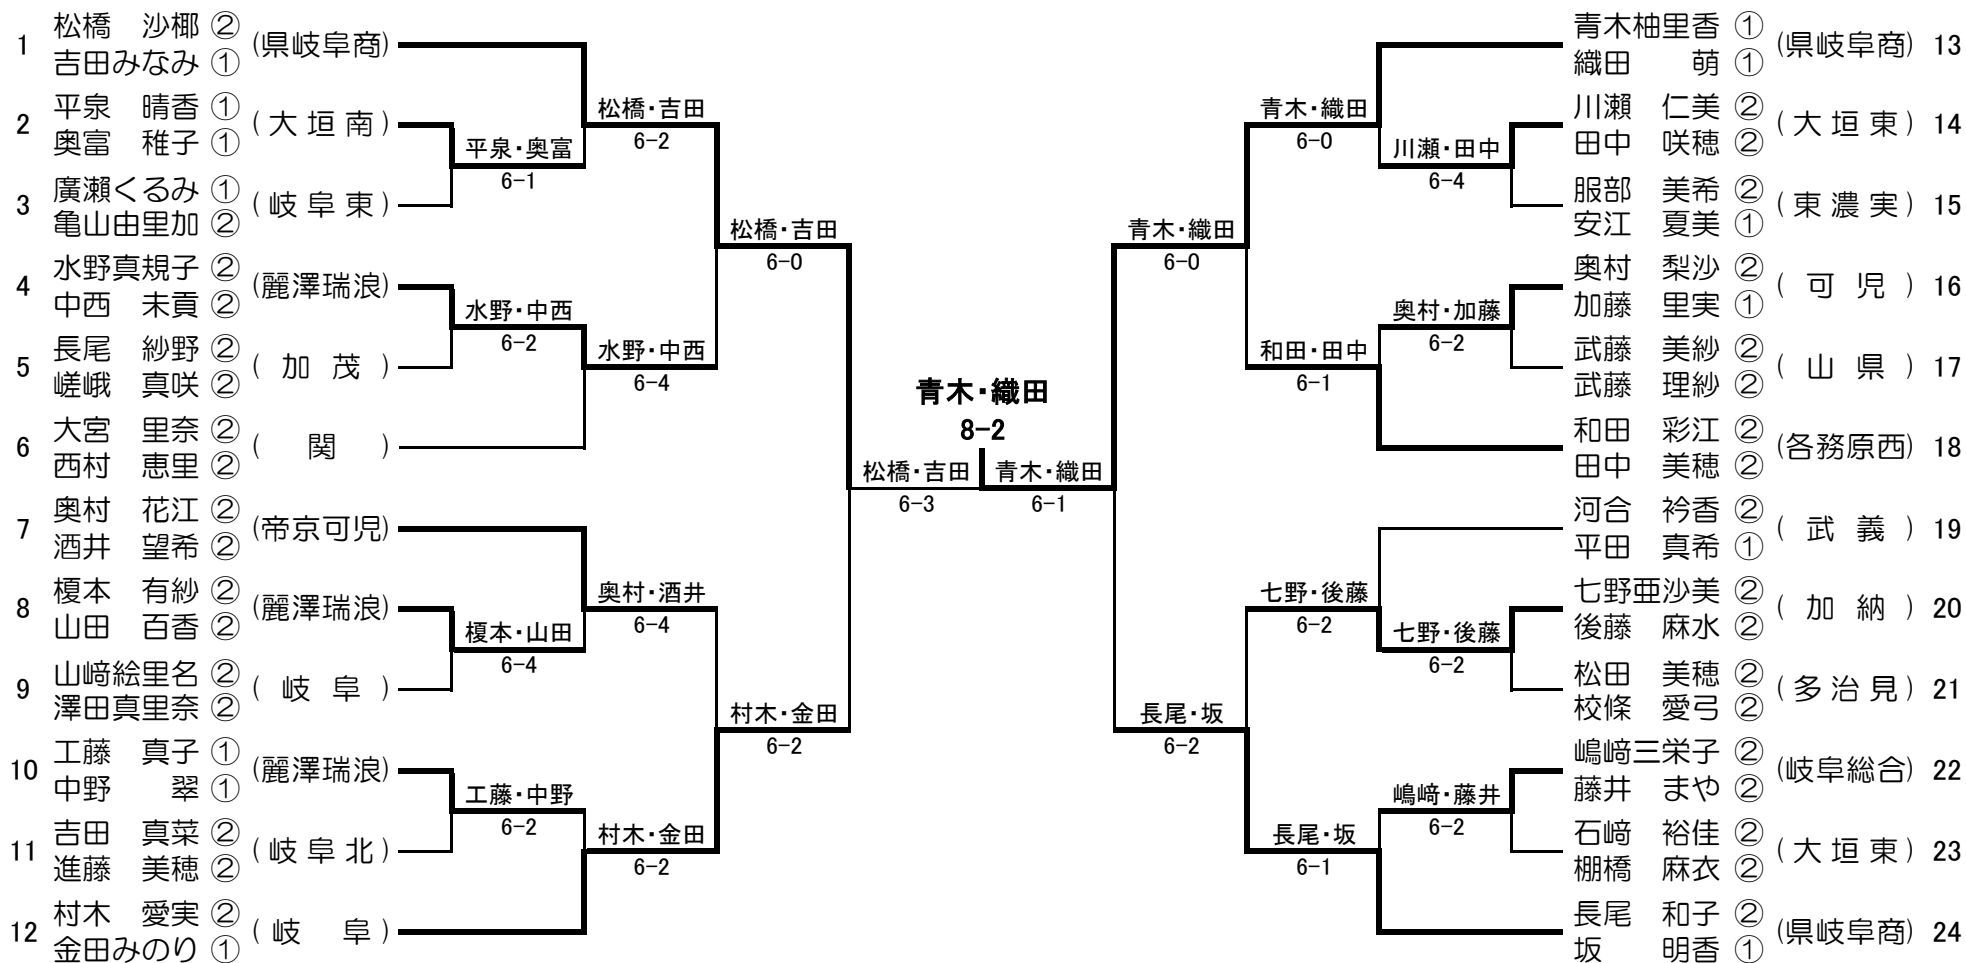 1 松橋　沙椰 ② (県岐阜商)
吉田みなみ ①
2 平泉　晴香 ① (大垣南)
奥富　稚子 ①
3 廣瀬くるみ ① (岐阜東)
亀山由里加 ②
4 水野真規子 ② (麗澤瑞浪)
中西　未貢 ②
5 長尾　紗野 ② (加茂)
嵯峨　真咲 ②
6 大宮　里奈 ② (関)
西村　恵里 ②
7 奥村　花江 ② (帝京可児)
酒井　望希 ②
8 榎本　有紗 ② (麗澤瑞浪)
山田　百香 ②
9 山﨑絵里名 ② (岐阜)
澤田真里奈 ②
10 工藤　真子 ① (麗澤瑞浪)
中野　翠 ①
11 吉田　真菜 ② (岐阜北)
進藤　美穂 ②
12 村木　愛実 ② (岐阜)
金田みのり ①
平泉・奥富
6-1
水野・中西
6-2
榎本・山田
6-4
工藤・中野
6-2
松橋・吉田
6-2
水野・中西
6-4
奥村・酒井
6-4
村木・金田
6-2
松橋・吉田
6-0
村木・金田
6-2
松橋・吉田
6-3
青木・織田
8-2
青木・織田
6-1
青木・織田
6-0
長尾・坂
6-2
青木・織田
6-0
和田・田中
6-1
七野・後藤
6-2
長尾・坂
6-1
川瀬・田中
6-4
奥村・加藤
6-2
七野・後藤
6-2
嶋﨑・藤井
6-2
青木柚里香 ① (県岐阜商) 13
織田　萌 ①
川瀬　仁美 ② (大垣東) 14
田中　咲穂 ②
服部　美希 ② (東濃実) 15
安江　夏美 ①
奥村　梨沙 ② (可児) 16
加藤　里実 ①
武藤　美紗 ② (山県) 17
武藤　理紗 ②
和田　彩江 ② (各務原西) 18
田中　美穂 ②
河合　衿香 ② (武義) 19
平田　真希 ①
七野亜沙美 ② (加納) 20
後藤　麻水 ②
松田　美穂 ② (多治見) 21
校條　愛弓 ②
嶋﨑三栄子 ② (岐阜総合) 22
藤井　まや ②
石﨑　裕佳 ② (大垣東) 23
棚橋　麻衣 ②
長尾　和子 ② (県岐阜商) 24
坂　明香 ①